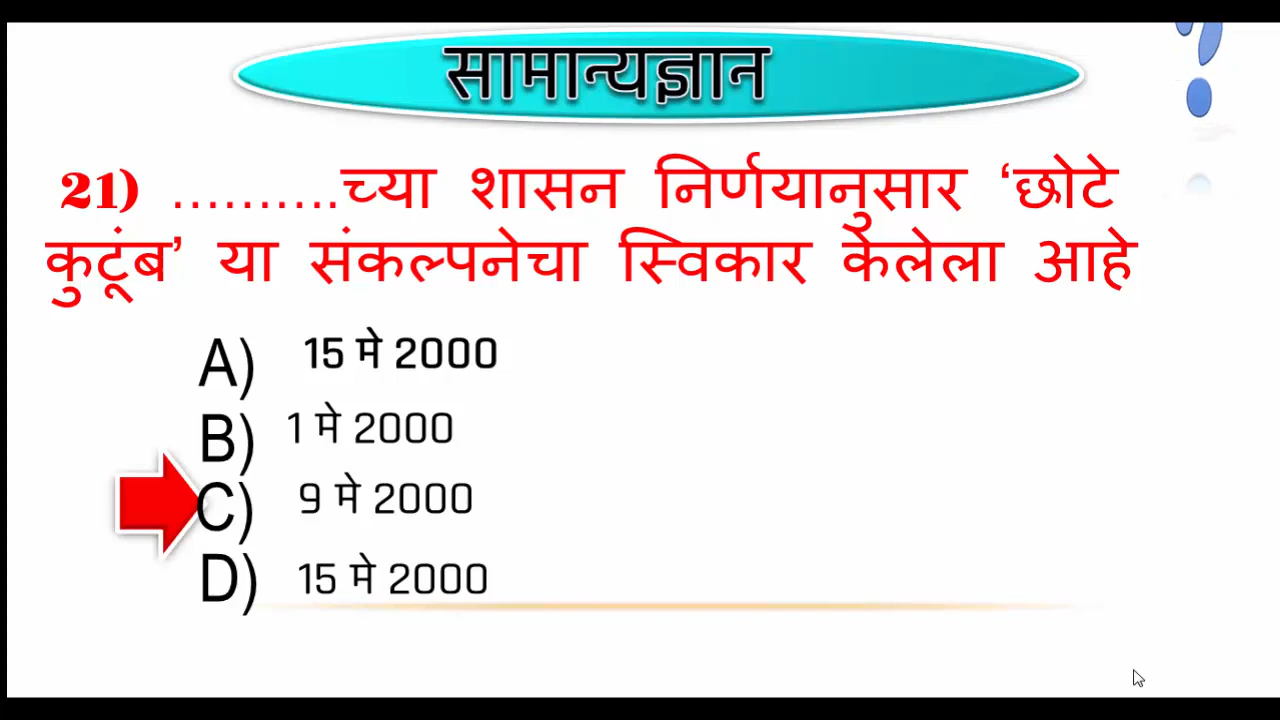 सामान्यज्ञान
21) ..........च्या शासन निर्णयानुसार ‘छोटे
कुटूंब’ या संकल्पनेचा स्विकार केलेला आहे
A) 15 मे 2000
B) 1 मे 2000
C) 9 मे 2000
D) 15 मे 2000